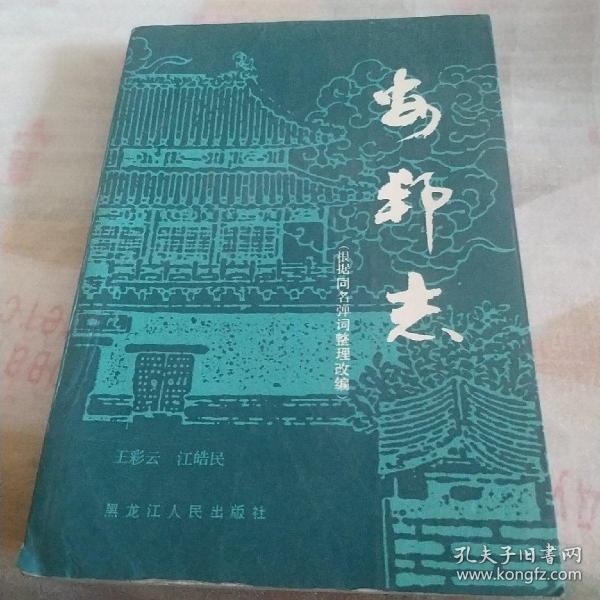 安邦志
（根据同名弹词整理改编）
王彩云 江皓民
黑龙江人民出版社
孔夫子旧书网
www.kongfz.com